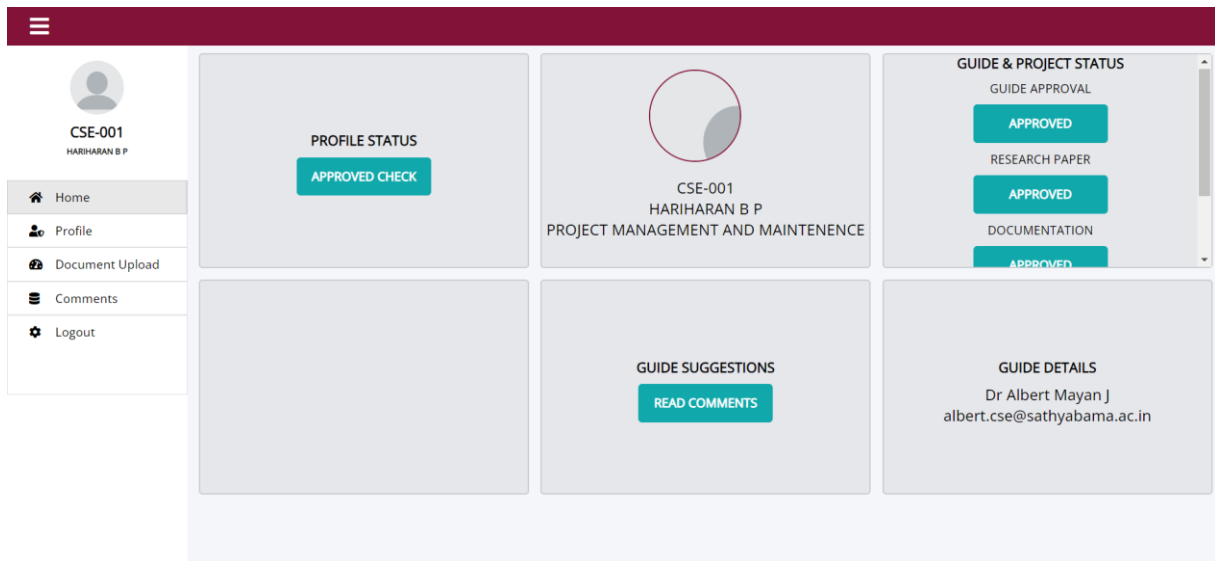 CSE-001
HARIHARAN B P
Home
Profile
Document Upload
Comments
Logout
PROFILE STATUS
APPROVED CHECK
CSE-001
HARIHARAN B P
PROJECT MANAGEMENT AND MAINTENENCE
GUIDE & PROJECT STATUS
GUIDE APPROVAL
APPROVED
RESEARCH PAPER
APPROVED
DOCUMENTATION
APPROVED
GUIDE SUGGESTIONS
READ COMMENTS
GUIDE DETAILS
Dr Albert Mayan J
albert.cse@sathyabama.ac.in